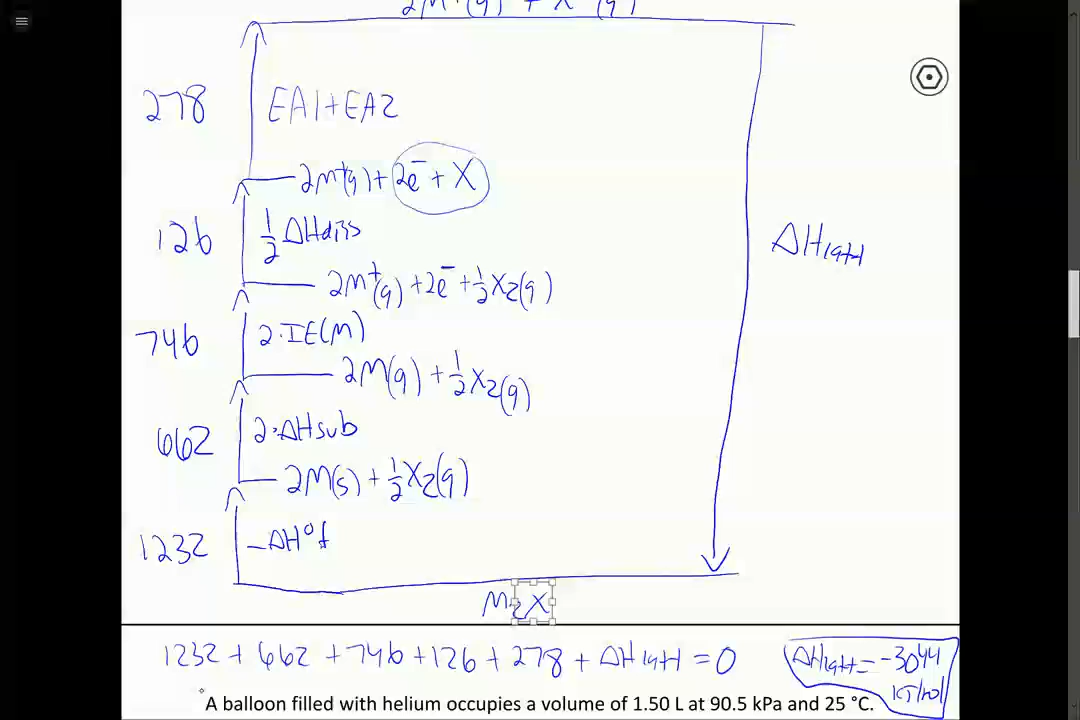 2M⁺(g) + X²⁻(g)
278 EA1+EA2
2M⁺(g) + 2e⁻ + X
126 1/2 ΔHdiss
2M⁺(g) + 2e⁻ + 1/2 X₂(g)
746 2·IE(M)
2M(g) + 1/2 X₂(g)
662 2·ΔHsub
2M(s) + 1/2 X₂(g)
1232 -ΔH°f
ΔHlatt
M₂X
1232 + 662 + 746 + 126 + 278 + ΔHlatt = 0
ΔHlatt = -3044
kJ/mol
A balloon filled with helium occupies a volume of 1.50 L at 90.5 kPa and 25 °C.